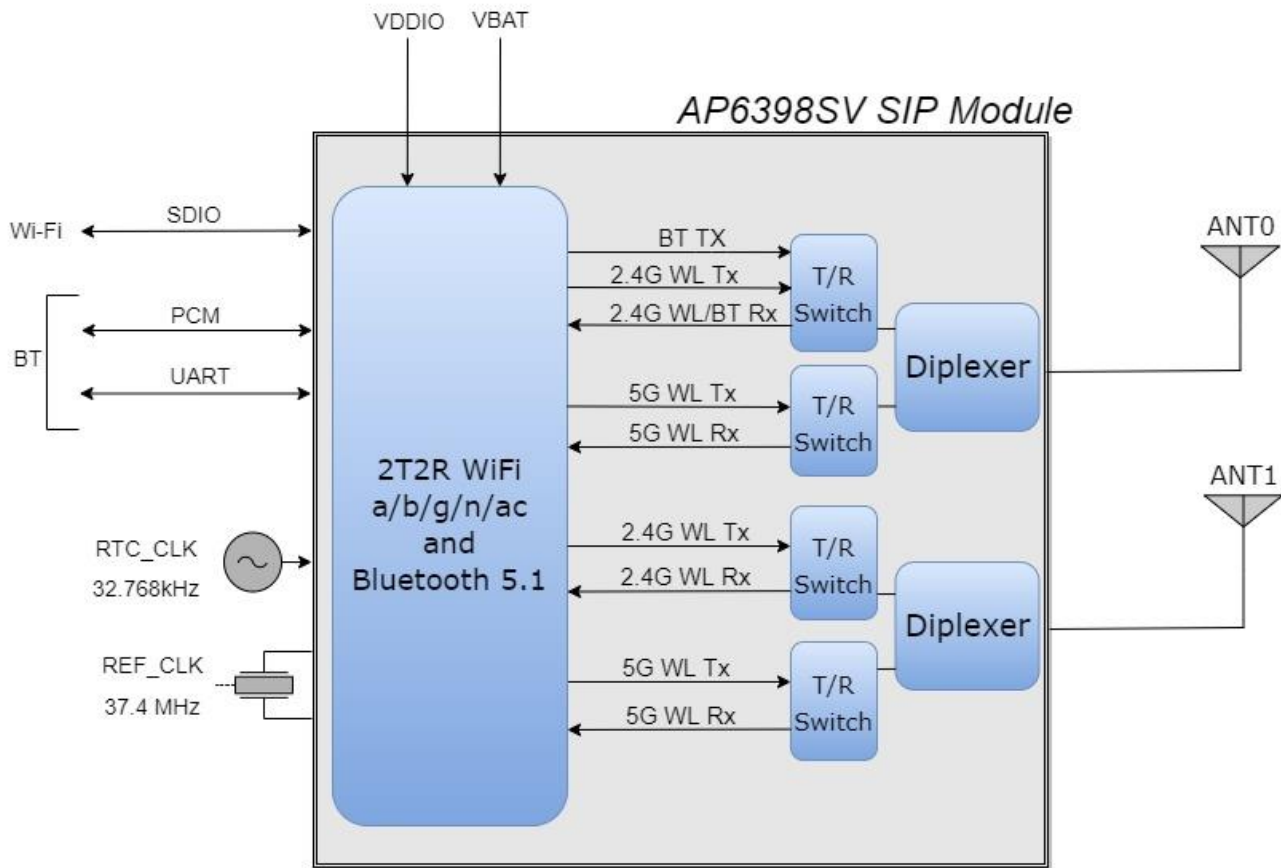 VDDIO
VBAT
AP6398SV SIP Module
Wi-Fi
SDIO
BT
PCM
UART
RTC_CLK
32.768kHz
REF_CLK
37.4 MHz
2T2R WiFi
a/b/g/n/ac
and
Bluetooth 5.1
BT TX
2.4G WL Tx
2.4G WL/BT Rx
T/R
Switch
5G WL Tx
5G WL Rx
T/R
Switch
Diplexer
ANT0
2.4G WL Tx
2.4G WL Rx
T/R
Switch
5G WL Tx
5G WL Rx
T/R
Switch
Diplexer
ANT1